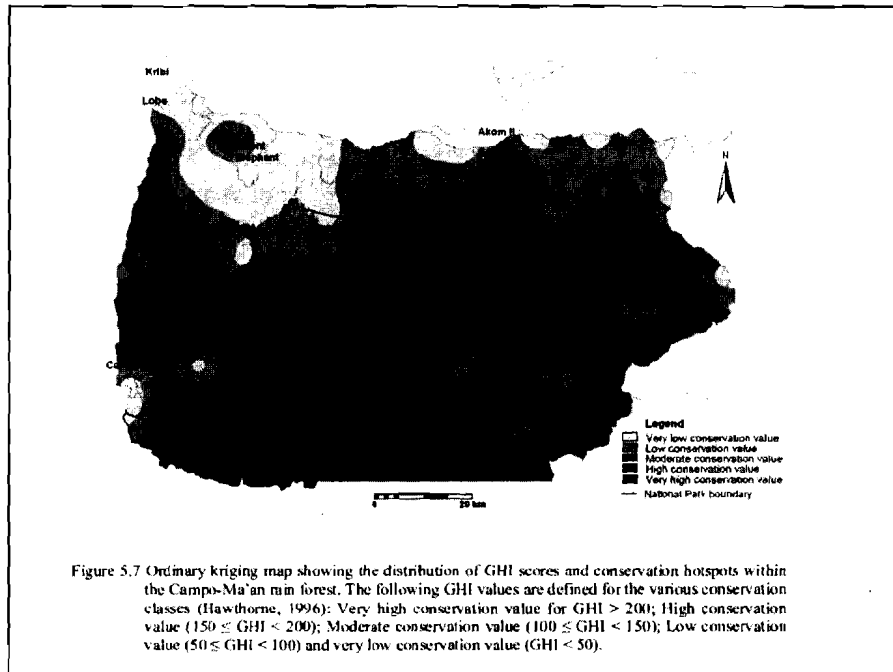 Kribi
Lobe
Akom II
N
Legend
Very low conservation value
Low conservation value
Moderate conservation value
High conservation value
Very high conservation value
National Park boundary
20 km
Figure 5.7 Ordinary kriging map showing the distribution of GHI scores and conservation hotspots within
the Campo-Ma'an rain forest. The following GHI values are defined for the various conservation
classes (Hawthorne, 1996): Very high conservation value for GHI > 200; High conservation
value (150 ≤ GHI < 200); Moderate conservation value (100 ≤ GHI < 150); Low conservation
value (50 ≤ GHI < 100) and very low conservation value (GHI < 50).